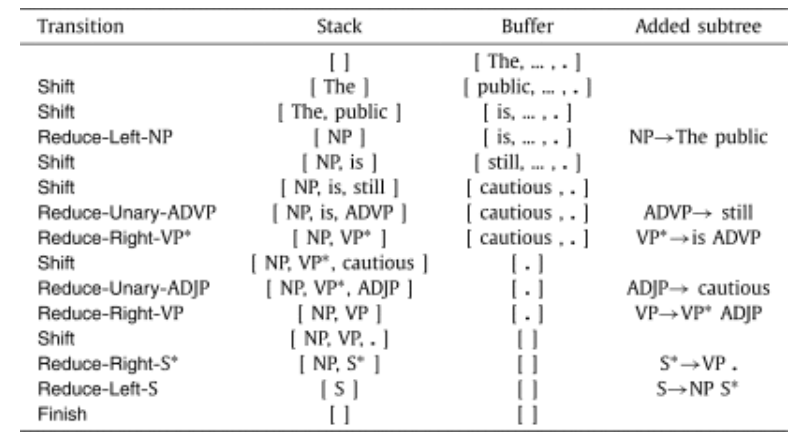 Transition Stack Buffer Added subtree
[ ] [ The, ... , . ]
Shift [ The ] [ public, ... , . ]
Shift [ The, public ] [ is, ... , . ]
Reduce-Left-NP [ NP ] [ is, ... , . ] NP→The public
Shift [ NP, is ] [ still, ... , . ]
Shift [ NP, is, still ] [ cautious , . ]
Reduce-Unary-ADVP [ NP, is, ADVP ] [ cautious , . ] ADVP→ still
Reduce-Right-VP* [ NP, VP* ] [ cautious , . ] VP*→is ADVP
Shift [ NP, VP*, cautious ] [ . ]
Reduce-Unary-ADJP [ NP, VP*, ADJP ] [ . ] ADJP→ cautious
Reduce-Right-VP [ NP, VP ] [ . ] VP→VP* ADJP
Shift [ NP, VP, . ] [ ]
Reduce-Right-S* [ NP, S* ] [ ] S*→VP .
Reduce-Left-S [ S ] [ ] S→NP S*
Finish [ ] [ ]